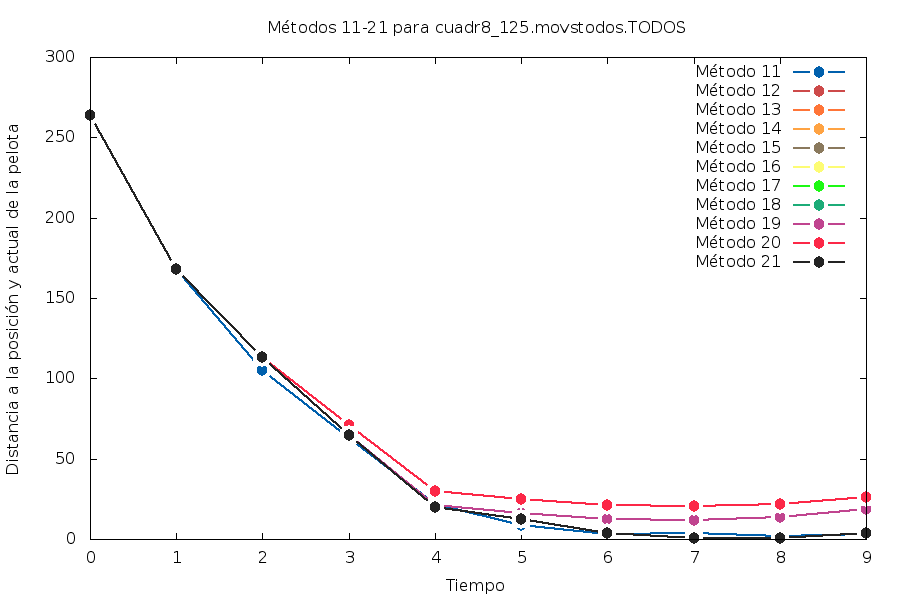 Métodos 11-21 para cuadr8_125.movstodos.TODOS
Distancia a la posición y actual de la pelota
300
250
200
150
100
50
0
Método 11
Método 12
Método 13
Método 14
Método 15
Método 16
Método 17
Método 18
Método 19
Método 20
Método 21
0 1 2 3 4 5 6 7 8 9
Tiempo